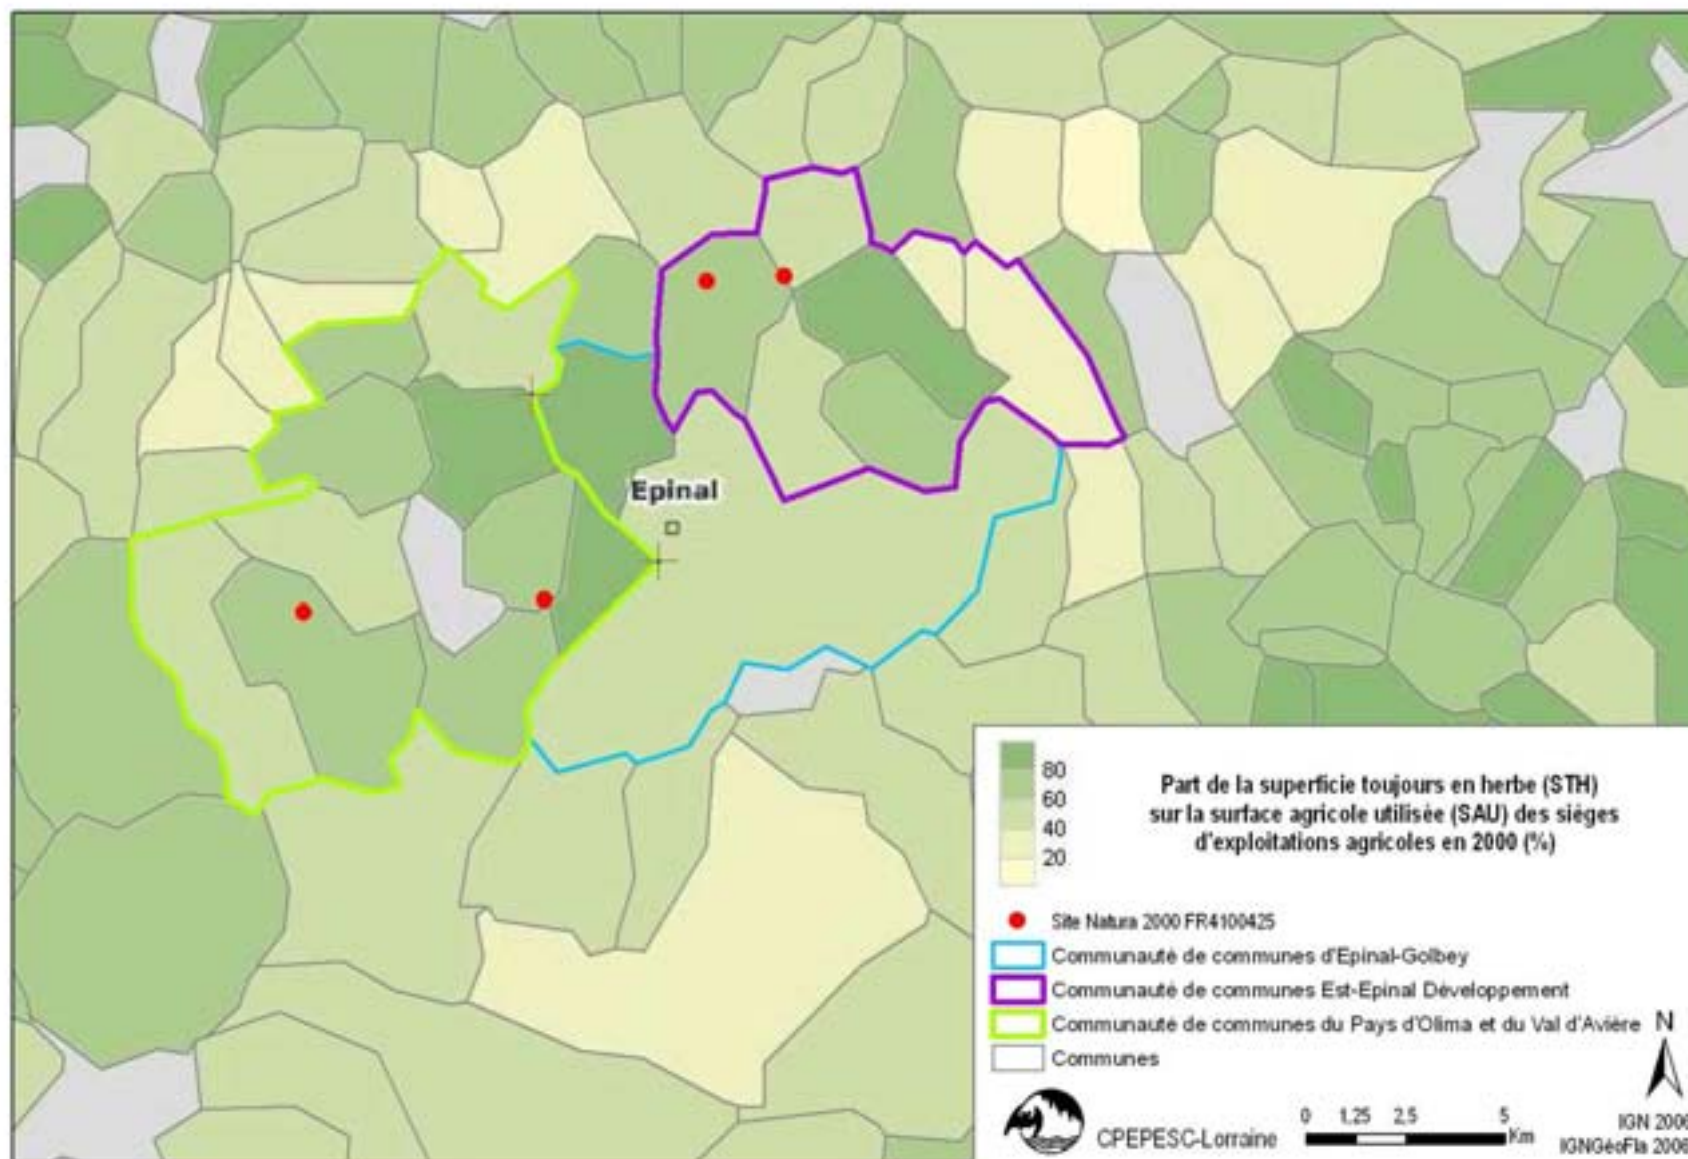 Epinal
80
60
40
20
Part de la superficie toujours en herbe (STH)
sur la surface agricole utilisée (SAU) des sièges
d'exploitations agricoles en 2000 (%)
Site Natura 2000 FR4100425
Communauté de communes d'Epinal-Golbey
Communauté de communes Est-Epinal Développement
Communauté de communes du Pays d'Olima et du Val d'Avière
Communes
N
CPEPESC-Lorraine
0 1,25 2,5 5
Km
IGN 2006
IGNGéoFla 2006